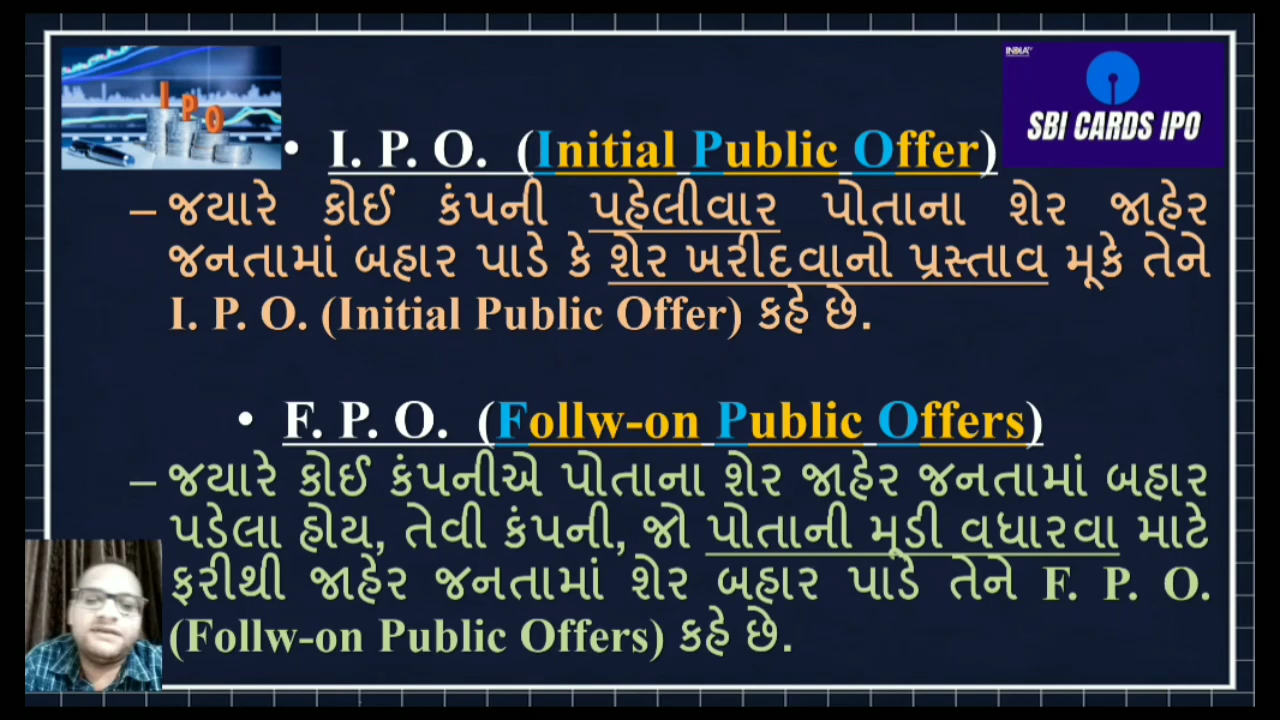 IPO
INDIA TV
SBI CARDS IPO
• I. P. O. (Initial Public Offer)
– જયારે કોઈ કંપની પહેલીવાર પોતાના શેર જાહેર
જનતામાં બહાર પાડે કે શેર ખરીદવાનો પ્રસ્તાવ મૂકે તેને
I. P. O. (Initial Public Offer) કહે છે.
• F. P. O. (Follw-on Public Offers)
– જયારે કોઈ કંપનીએ પોતાના શેર જાહેર જનતામાં બહાર
પડેલા હોય, તેવી કંપની, જો પોતાની મૂડી વધારવા માટે
ફરીથી જાહેર જનતામાં શેર બહાર પાડે તેને F. P. O.
(Follw-on Public Offers) કહે છે.